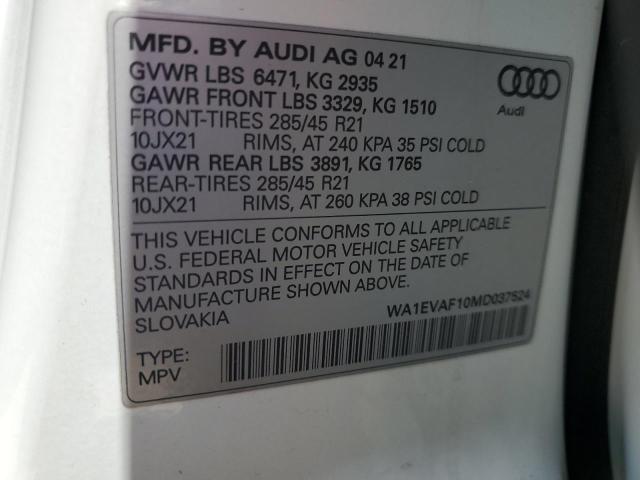 MFD. BY AUDI AG 04 21
GVWR LBS 6471, KG 2935
GAWR FRONT LBS 3329, KG 1510
FRONT-TIRES 285/45 R21
10JX21 RIMS, AT 240 KPA 35 PSI COLD
GAWR REAR LBS 3891, KG 1765
REAR-TIRES 285/45 R21
10JX21 RIMS, AT 260 KPA 38 PSI COLD
Audi
THIS VEHICLE CONFORMS TO ALL APPLICABLE
U.S. FEDERAL MOTOR VEHICLE SAFETY
STANDARDS IN EFFECT ON THE DATE OF
MANUFACTURE SHOWN ABOVE.
SLOVAKIA
WA1EVAF10MD037524
TYPE:
MPV